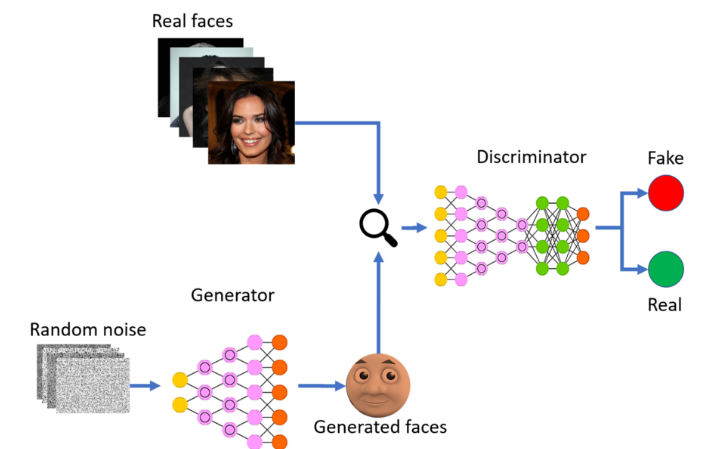 Real faces
Discriminator
Fake
Generator
Real
Random noise
Generated faces